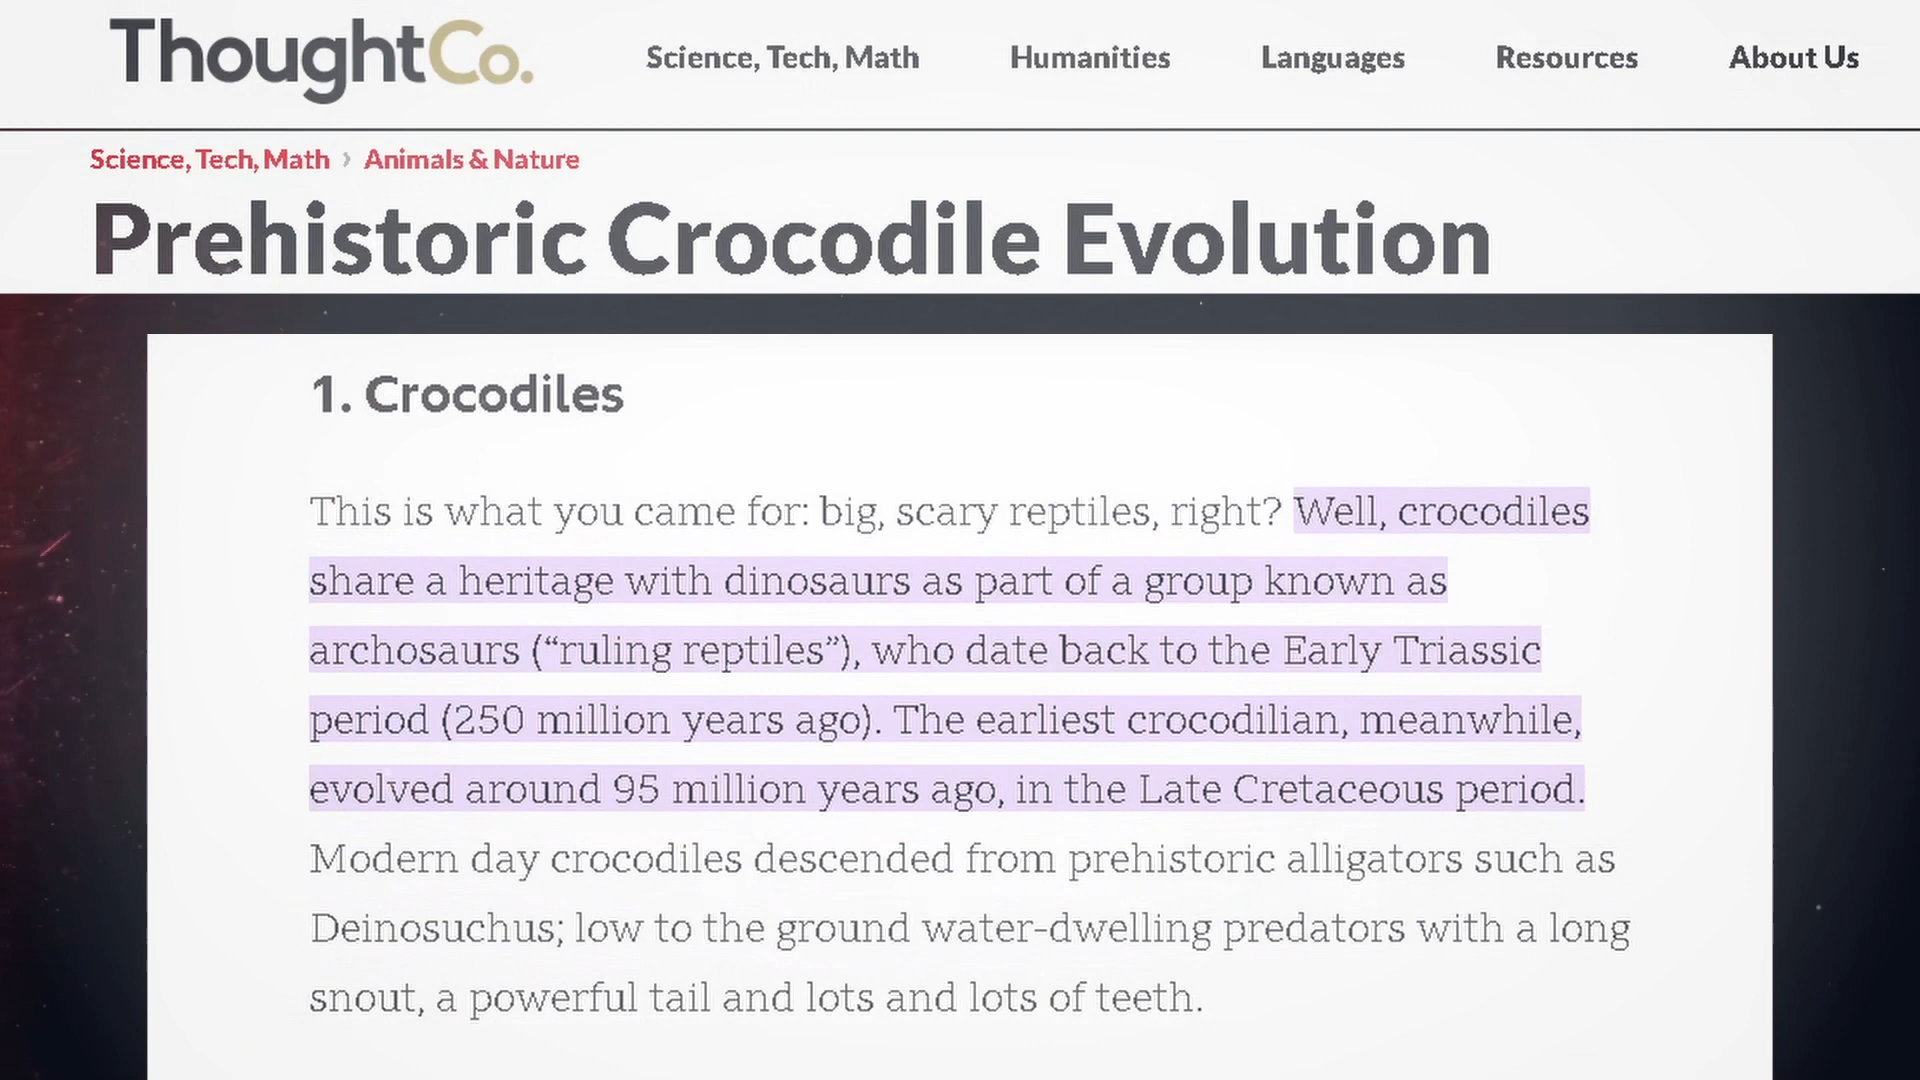 ThoughtCo.
Science, Tech, Math Humanities Languages Resources About Us
Science, Tech, Math › Animals & Nature
Prehistoric Crocodile Evolution
1. Crocodiles
This is what you came for: big, scary reptiles, right? Well, crocodiles
share a heritage with dinosaurs as part of a group known as
archosaurs (“ruling reptiles”), who date back to the Early Triassic
period (250 million years ago). The earliest crocodilian, meanwhile,
evolved around 95 million years ago, in the Late Cretaceous period.
Modern day crocodiles descended from prehistoric alligators such as
Deinosuchus; low to the ground water-dwelling predators with a long
snout, a powerful tail and lots and lots of teeth.